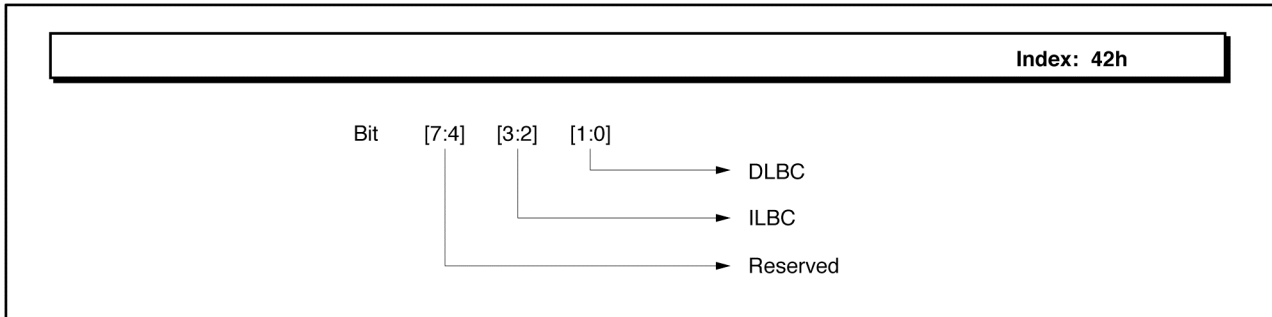 Index: 42h
Bit [7:4] [3:2] [1:0]
DLBC
ILBC
Reserved